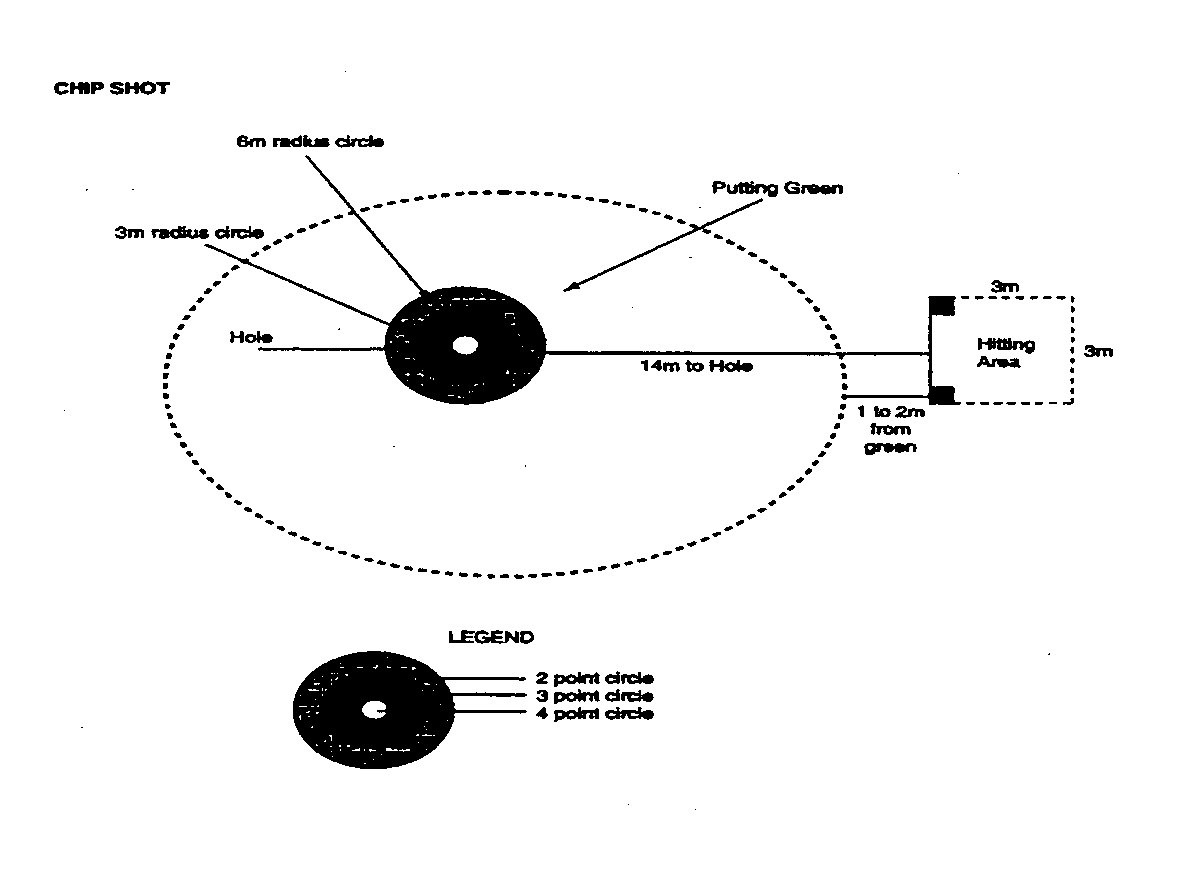 CHIP SHOT
6m radius circle
Putting Green
3m radius circle
3m
Hole
Hitting
Area
3m
14m to Hole
1 to 2m
from
green
LEGEND
2 point circle
3 point circle
4 point circle